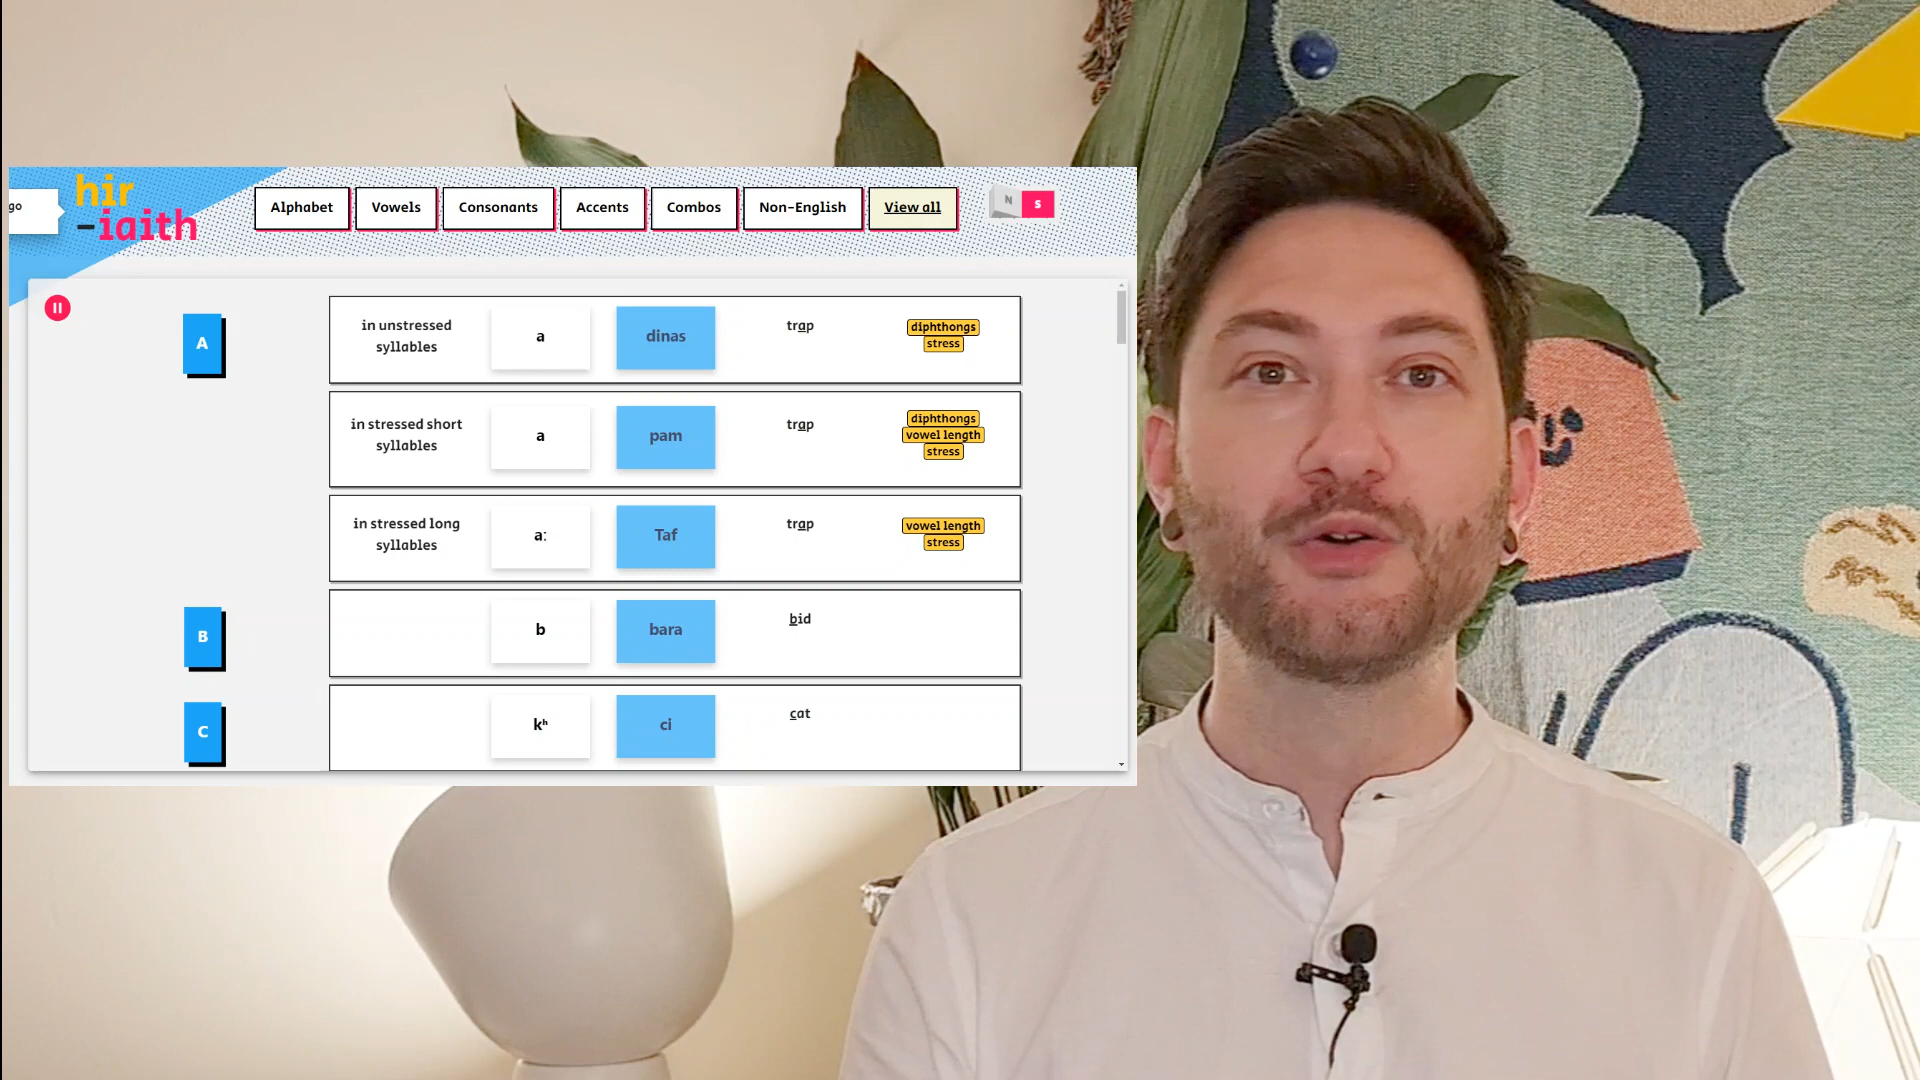 go
hir
-iaith
Alphabet Vowels Consonants Accents Combos Non-English View all N S
A
in unstressed
syllables
a
dinas
trap
diphthongs
stress
in stressed short
syllables
a
pam
trap
diphthongs
vowel length
stress
in stressed long
syllables
aː
Taf
trap
vowel length
stress
B
b
bara
bid
C
kʰ
ci
cat